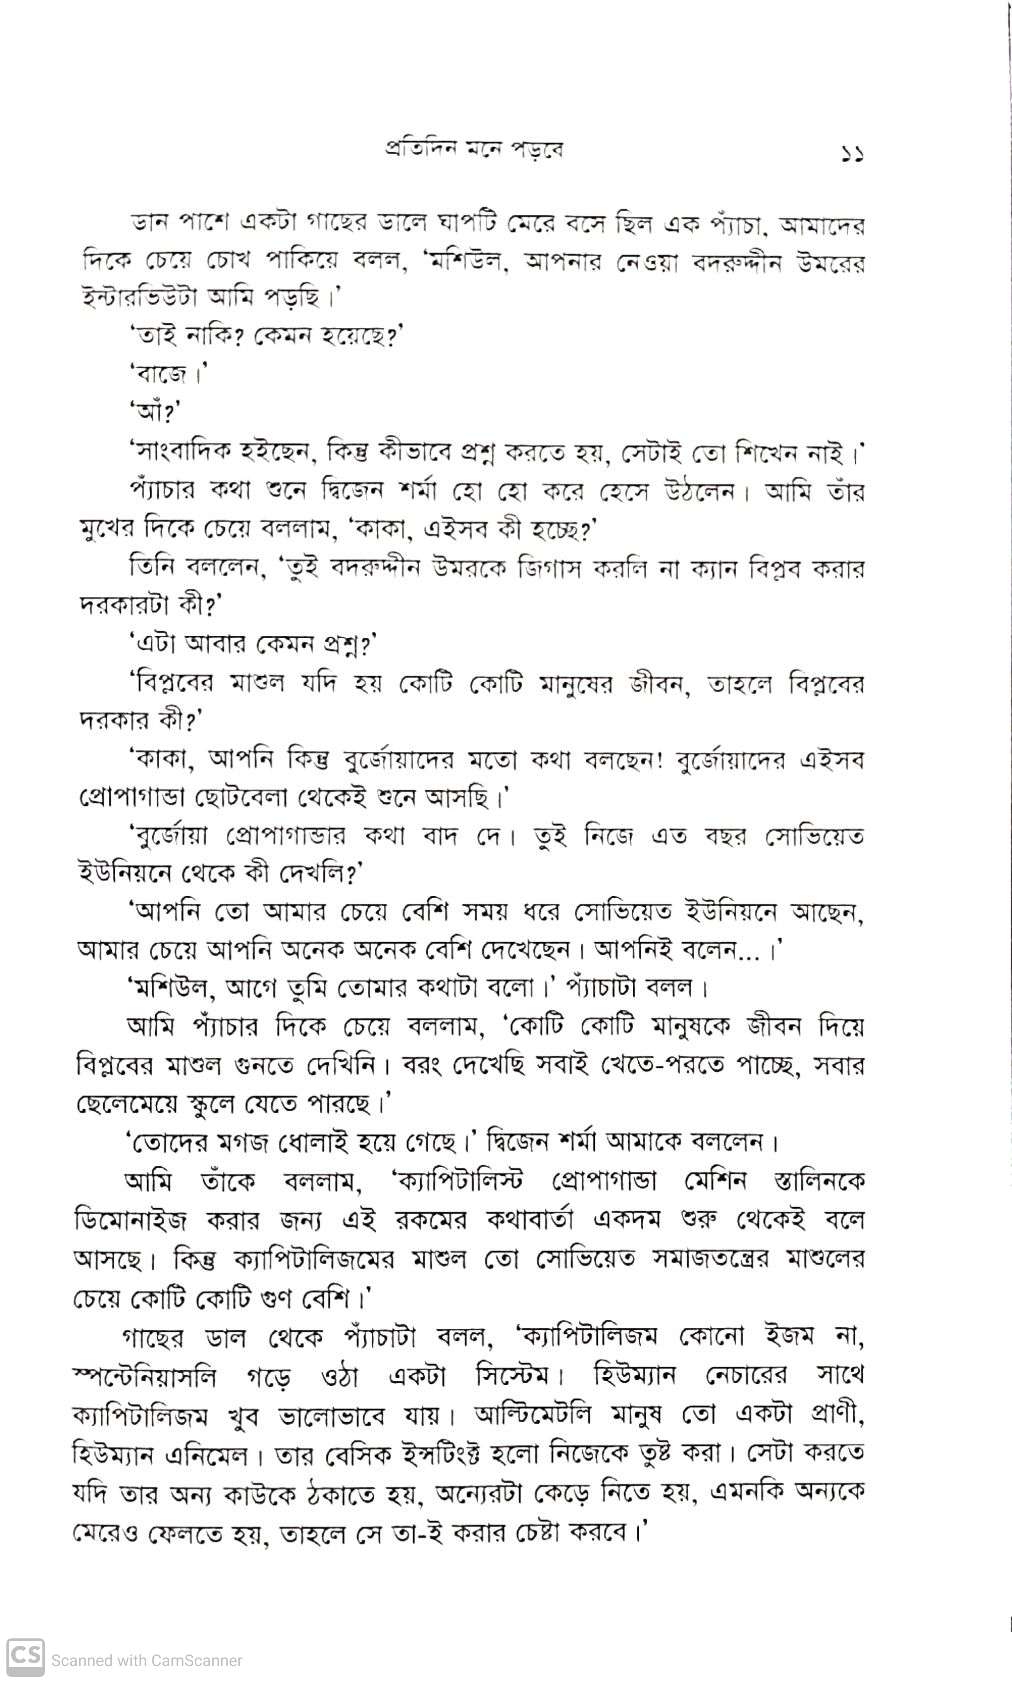 প্রতিদিন মনে পড়বে ১১
ডান পাশে একটা গাছের ডালে ঘাপটি মেরে বসে ছিল এক প্যাঁচা, আমাদের
দিকে চেয়ে চোখ পাকিয়ে বলল, ‘মশিউল, আপনার নেওয়া বদরুদ্দীন উমরের
ইন্টারভিউটা আমি পড়ছি।’
‘তাই নাকি? কেমন হয়েছে?’
‘বাজে।’
‘আঁ?’
‘সাংবাদিক হইছেন, কিন্তু কীভাবে প্রশ্ন করতে হয়, সেটাই তো শিখেন নাই।’
প্যাঁচার কথা শুনে দ্বিজেন শর্মা হো হো করে হেসে উঠলেন। আমি তাঁর
মুখের দিকে চেয়ে বললাম, ‘কাকা, এইসব কী হচ্ছে?’
তিনি বললেন, ‘তুই বদরুদ্দীন উমরকে জিগাস করলি না ক্যান বিপ্লব করার
দরকারটা কী?’
‘এটা আবার কেমন প্রশ্ন?’
‘বিপ্লবের মাশুল যদি হয় কোটি কোটি মানুষের জীবন, তাহলে বিপ্লবের
দরকার কী?’
‘কাকা, আপনি কিন্তু বুর্জোয়াদের মতো কথা বলছেন! বুর্জোয়াদের এইসব
প্রোপাগান্ডা ছোটবেলা থেকেই শুনে আসছি।’
‘বুর্জোয়া প্রোপাগান্ডার কথা বাদ দে। তুই নিজে এত বছর সোভিয়েত
ইউনিয়নে থেকে কী দেখলি?’
‘আপনি তো আমার চেয়ে বেশি সময় ধরে সোভিয়েত ইউনিয়নে আছেন,
আমার চেয়ে আপনি অনেক অনেক বেশি দেখেছেন। আপনিই বলেন...।’
‘মশিউল, আগে তুমি তোমার কথাটা বলো।’ প্যাঁচাটা বলল।
আমি প্যাঁচার দিকে চেয়ে বললাম, ‘কোটি কোটি মানুষকে জীবন দিয়ে
বিপ্লবের মাশুল গুনতে দেখিনি। বরং দেখেছি সবাই খেতে-পরতে পাচ্ছে, সবার
ছেলেমেয়ে স্কুলে যেতে পারছে।’
‘তোদের মগজ ধোলাই হয়ে গেছে।’ দ্বিজেন শর্মা আমাকে বললেন।
আমি তাঁকে বললাম, ‘ক্যাপিটালিস্ট প্রোপাগান্ডা মেশিন স্তালিনকে
ডিমোনাইজ করার জন্য এই রকমের কথাবার্তা একদম শুরু থেকেই বলে
আসছে। কিন্তু ক্যাপিটালিজমের মাশুল তো সোভিয়েত সমাজতন্ত্রের মাশুলের
চেয়ে কোটি কোটি গুণ বেশি।’
গাছের ডাল থেকে প্যাঁচাটা বলল, ‘ক্যাপিটালিজম কোনো ইজম না,
স্পন্টেনিয়াসলি গড়ে ওঠা একটা সিস্টেম। হিউম্যান নেচারের সাথে
ক্যাপিটালিজম খুব ভালোভাবে যায়। আল্টিমেটলি মানুষ তো একটা প্রাণী,
হিউম্যান এনিমেল। তার বেসিক ইন্সটিংক্ট হলো নিজেকে তুষ্ট করা। সেটা করতে
যদি তার অন্য কাউকে ঠকাতে হয়, অন্যেরটা কেড়ে নিতে হয়, এমনকি অন্যকে
মেরেও ফেলতে হয়, তাহলে সে তা-ই করার চেষ্টা করবে।’
CS Scanned with CamScanner